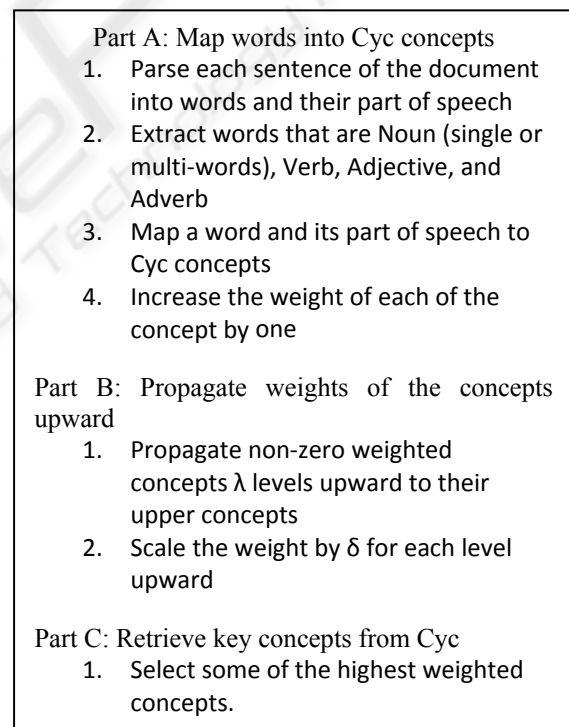 Part A: Map words into Cyc concepts
1. Parse each sentence of the document
into words and their part of speech
2. Extract words that are Noun (single or
multi-words), Verb, Adjective, and
Adverb
3. Map a word and its part of speech to
Cyc concepts
4. Increase the weight of each of the
concept by one
Part B: Propagate weights of the concepts
upward
1. Propagate non-zero weighted
concepts λ levels upward to their
upper concepts
2. Scale the weight by δ for each level
upward
Part C: Retrieve key concepts from Cyc
1. Select some of the highest weighted
concepts.